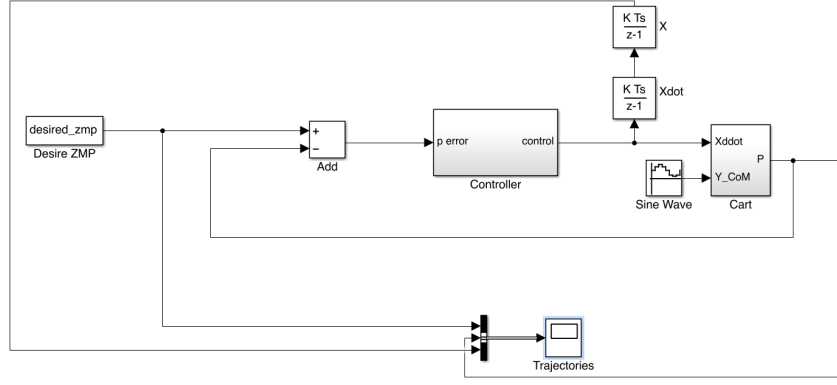 K Ts
z-1
X
K Ts
z-1
Xdot
desired_zmp
Desire ZMP
+
−
Add
p error
control
Controller
Sine Wave
Xddot
Y_CoM
P
Cart
Trajectories